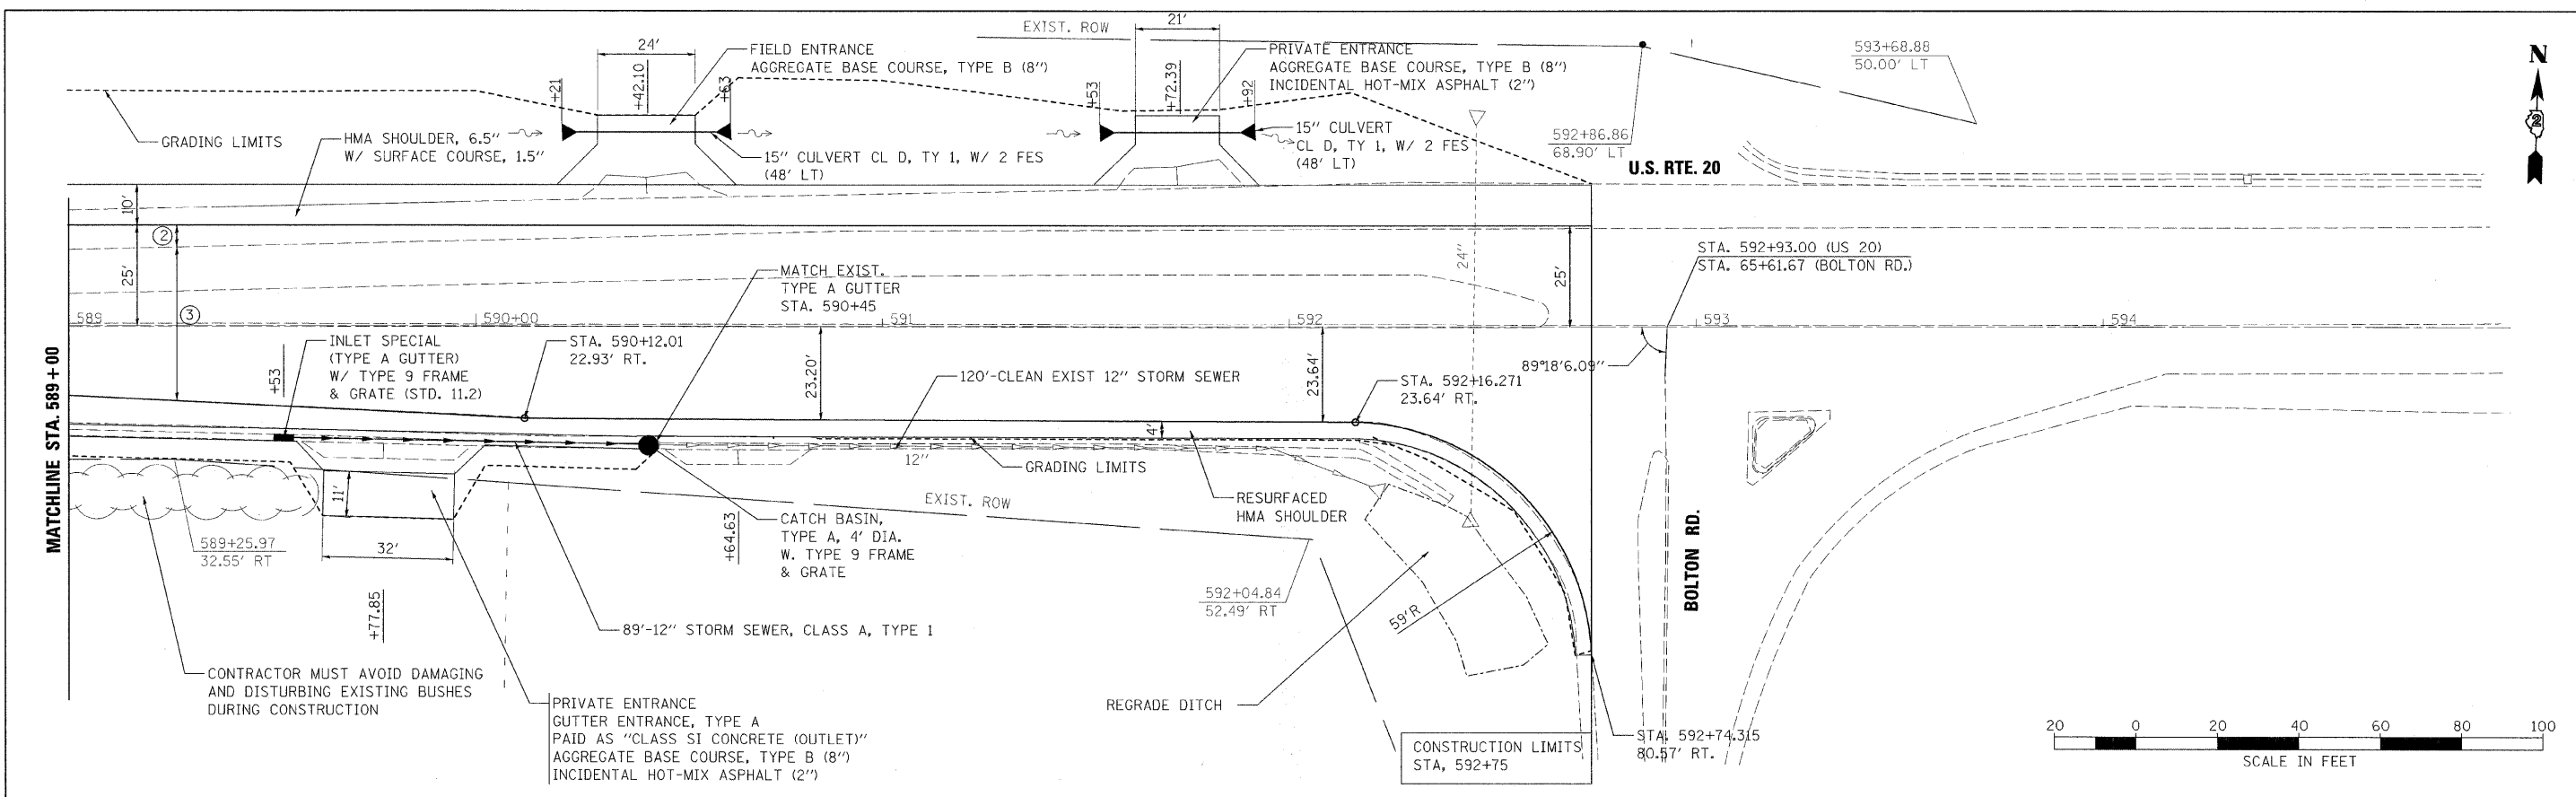 EXIST. ROW
21'
24'
FIELD ENTRANCE
AGGREGATE BASE COURSE, TYPE B (8")
PRIVATE ENTRANCE
AGGREGATE BASE COURSE, TYPE B (8")
INCIDENTAL HOT-MIX ASPHALT (2")
593+68.88
50.00' LT
N
2
+21
+42.10
+63
+53
+72.39
+92
GRADING LIMITS
HMA SHOULDER, 6.5"
W/ SURFACE COURSE, 1.5"
15" CULVERT CL D, TY 1, W/ 2 FES
(48' LT)
15" CULVERT
CL D, TY 1, W/ 2 FES
(48' LT)
592+86.86
68.90' LT
U.S. RTE. 20
10'
2
25'
3
24"
25'
MATCH EXIST.
TYPE A GUTTER
STA. 590+45
STA. 592+93.00 (US 20)
STA. 65+61.67 (BOLTON RD.)
589
590+00
591
592
593
594
MATCHLINE STA. 589+00
INLET SPECIAL
(TYPE A GUTTER)
W/ TYPE 9 FRAME
& GRATE (STD. 11.2)
+53
STA. 590+12.01
22.93' RT.
23.20'
120'-CLEAN EXIST 12" STORM SEWER
23.64'
STA. 592+16.271
23.64' RT.
89°18'6.09"
4'
12"
GRADING LIMITS
11'
EXIST. ROW
RESURFACED
HMA SHOULDER
32'
589+25.97
32.55' RT
+64.63
CATCH BASIN,
TYPE A, 4' DIA.
W. TYPE 9 FRAME
& GRATE
592+04.84
52.49' RT
59'R
BOLTON RD.
+77.85
89'-12" STORM SEWER, CLASS A, TYPE 1
CONTRACTOR MUST AVOID DAMAGING
AND DISTURBING EXISTING BUSHES
DURING CONSTRUCTION
PRIVATE ENTRANCE
GUTTER ENTRANCE, TYPE A
PAID AS "CLASS SI CONCRETE (OUTLET)"
AGGREGATE BASE COURSE, TYPE B (8")
INCIDENTAL HOT-MIX ASPHALT (2")
REGRADE DITCH
CONSTRUCTION LIMITS
STA, 592+75
STA. 592+74.315
80.57' RT.
20 0 20 40 60 80 100
SCALE IN FEET